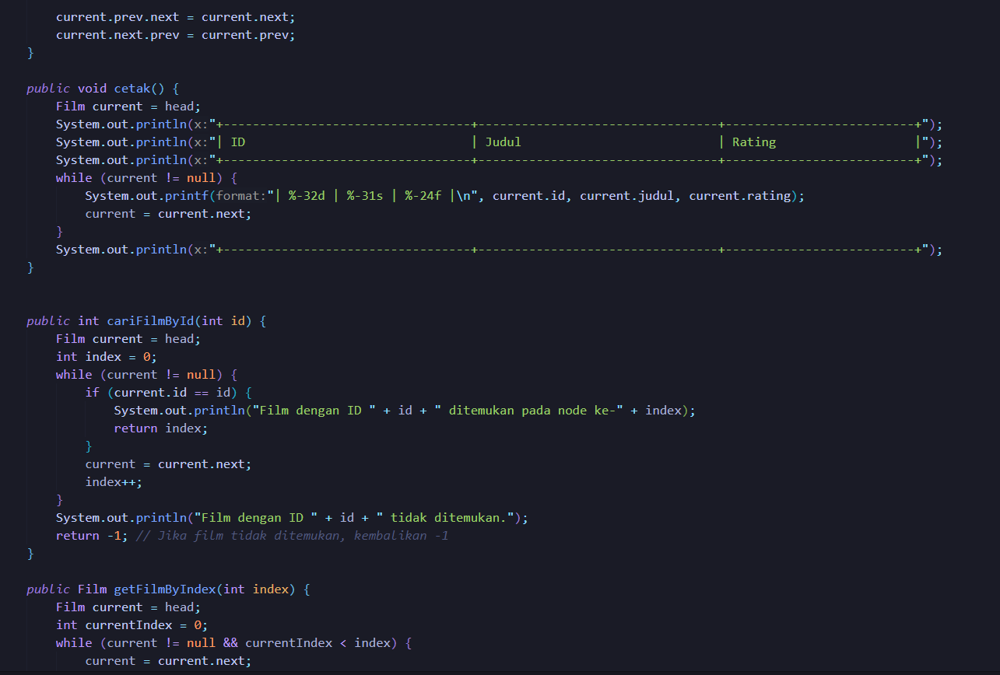 current.prev.next = current.next;
        current.next.prev = current.prev;
    }

    public void cetak() {
        Film current = head;
        System.out.println(x:"+----------------------------------+---------------------------------+--------------------------+");
        System.out.println(x:"| ID                               | Judul                           | Rating                   |");
        System.out.println(x:"+----------------------------------+---------------------------------+--------------------------+");
        while (current != null) {
            System.out.printf(format:"| %-32d | %-31s | %-24f |\n", current.id, current.judul, current.rating);
            current = current.next;
        }
        System.out.println(x:"+----------------------------------+---------------------------------+--------------------------+");
    }


    public int cariFilmById(int id) {
        Film current = head;
        int index = 0;
        while (current != null) {
            if (current.id == id) {
                System.out.println("Film dengan ID " + id + " ditemukan pada node ke-" + index);
                return index;
            }
            current = current.next;
            index++;
        }
        System.out.println("Film dengan ID " + id + " tidak ditemukan.");
        return -1; // Jika film tidak ditemukan, kembalikan -1
    }

    public Film getFilmByIndex(int index) {
        Film current = head;
        int currentIndex = 0;
        while (current != null && currentIndex < index) {
            current = current.next;